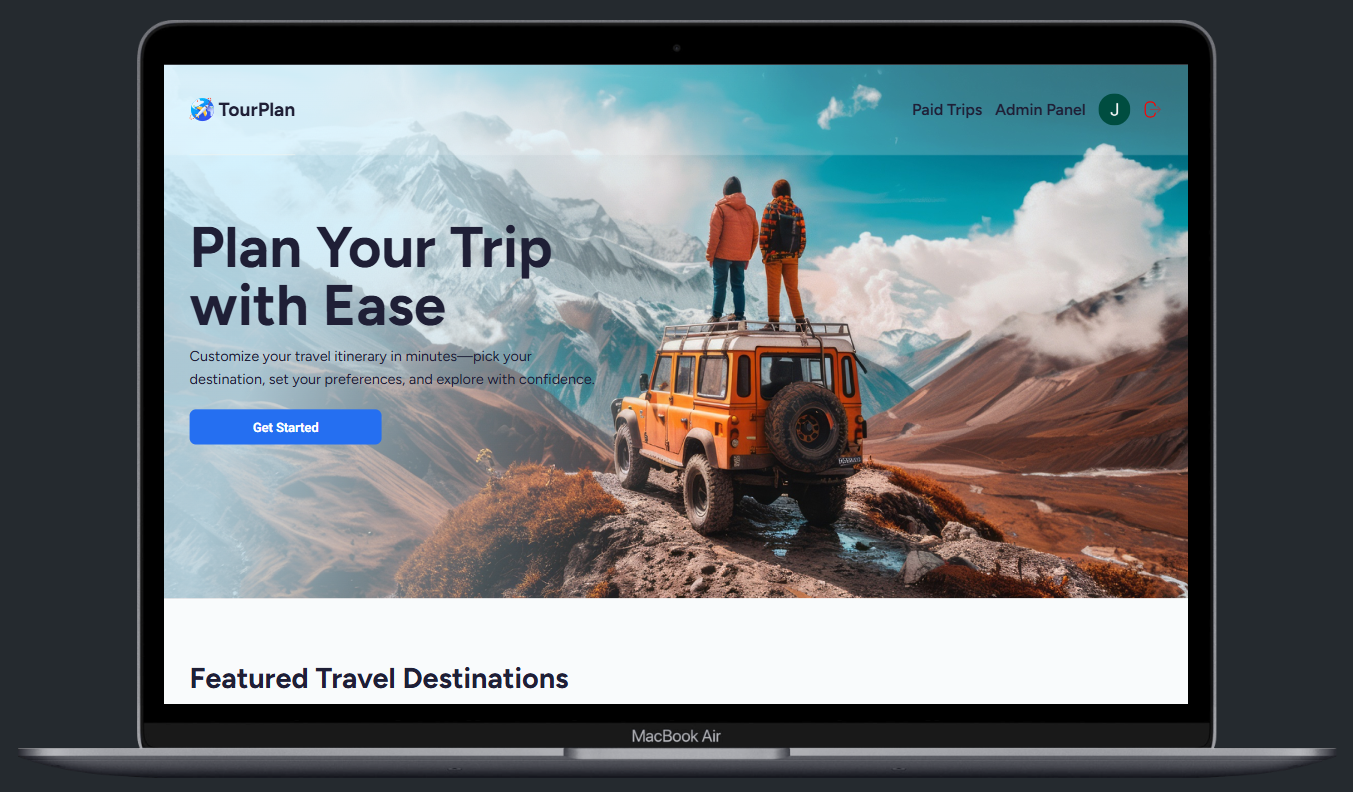 TourPlan
Paid Trips
Admin Panel
J
Plan Your Trip
with Ease
Customize your travel itinerary in minutes—pick your
destination, set your preferences, and explore with confidence.
Get Started
Featured Travel Destinations
MacBook Air